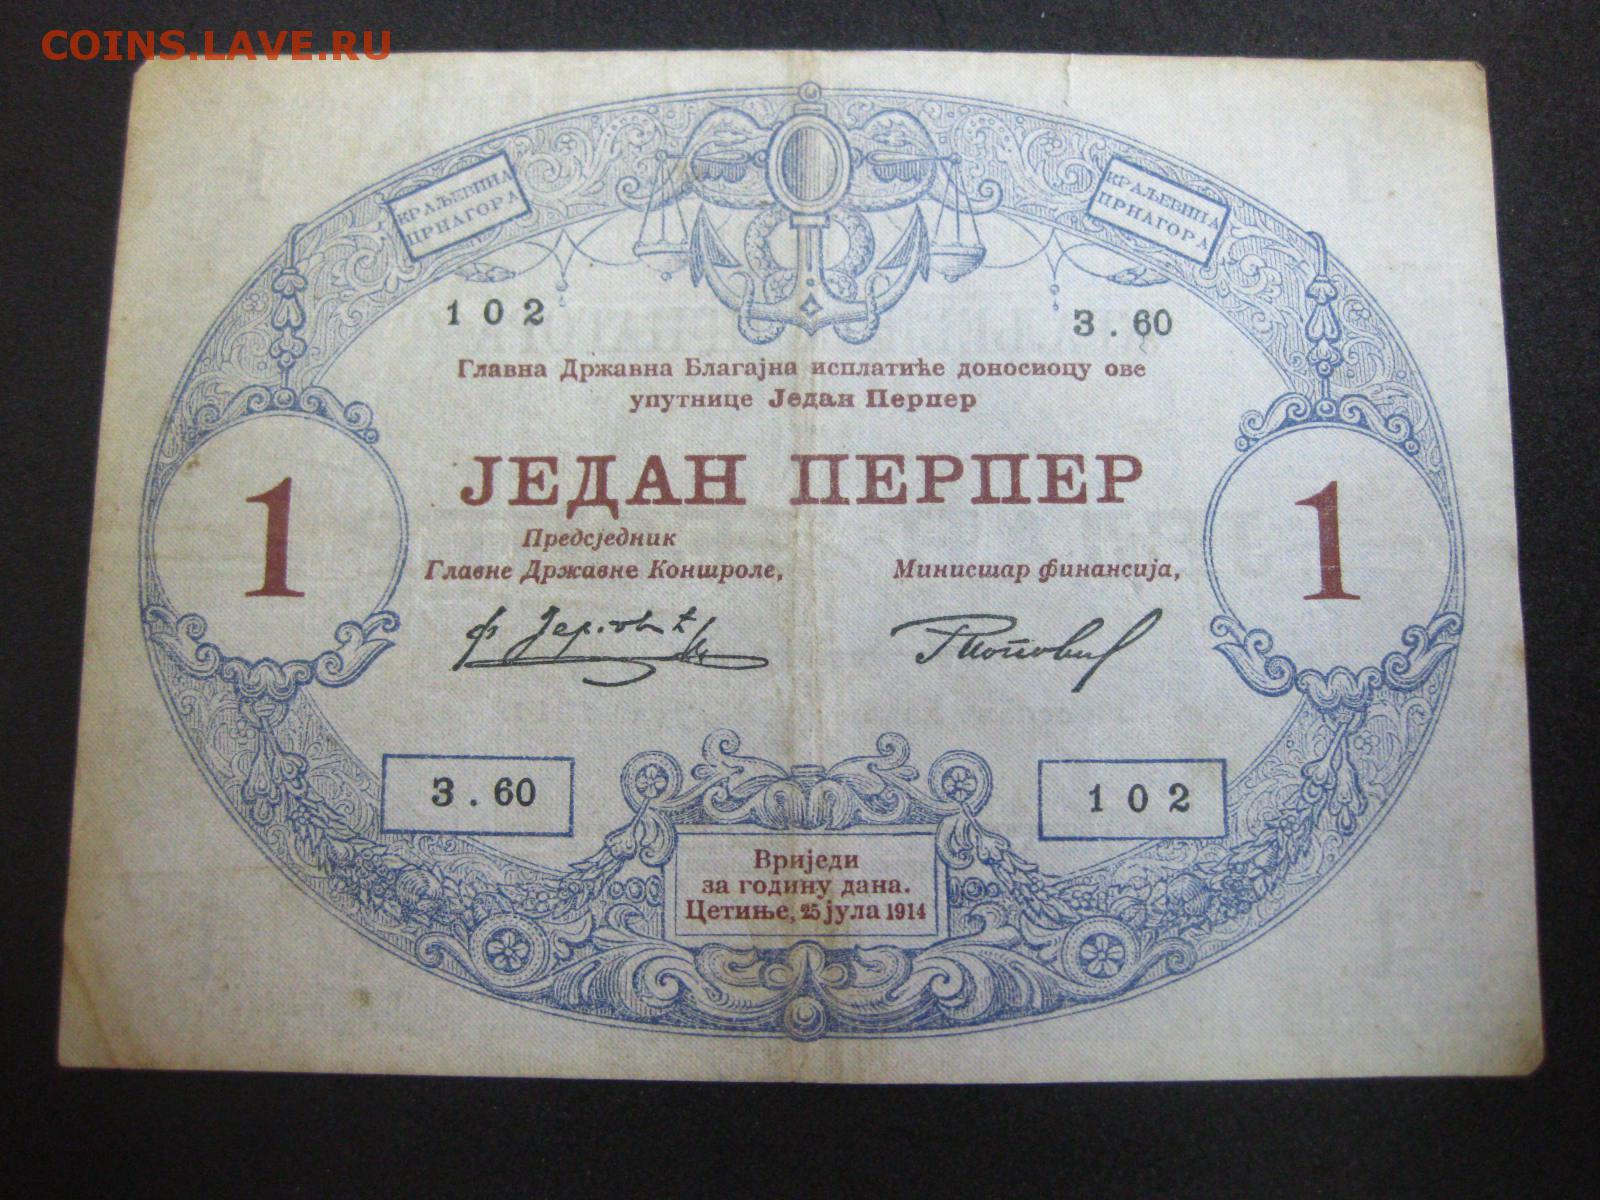 COINS.LAVE.RU
КРАЉЕВИНА
ЦРНАГОРА
КРАЉЕВИНА
ЦРНАГОРА
102
3.60
Главна Државна Благајна исплатиће доносиоцу ове
упутнице Један Перпер
ЈЕДАН ПЕРПЕР
1
1
Предсједник
Главне Државне Контроле,
Министар финансија,
3.60
102
Вриједи
за годину дана.
Цетиње, 25 јула 1914